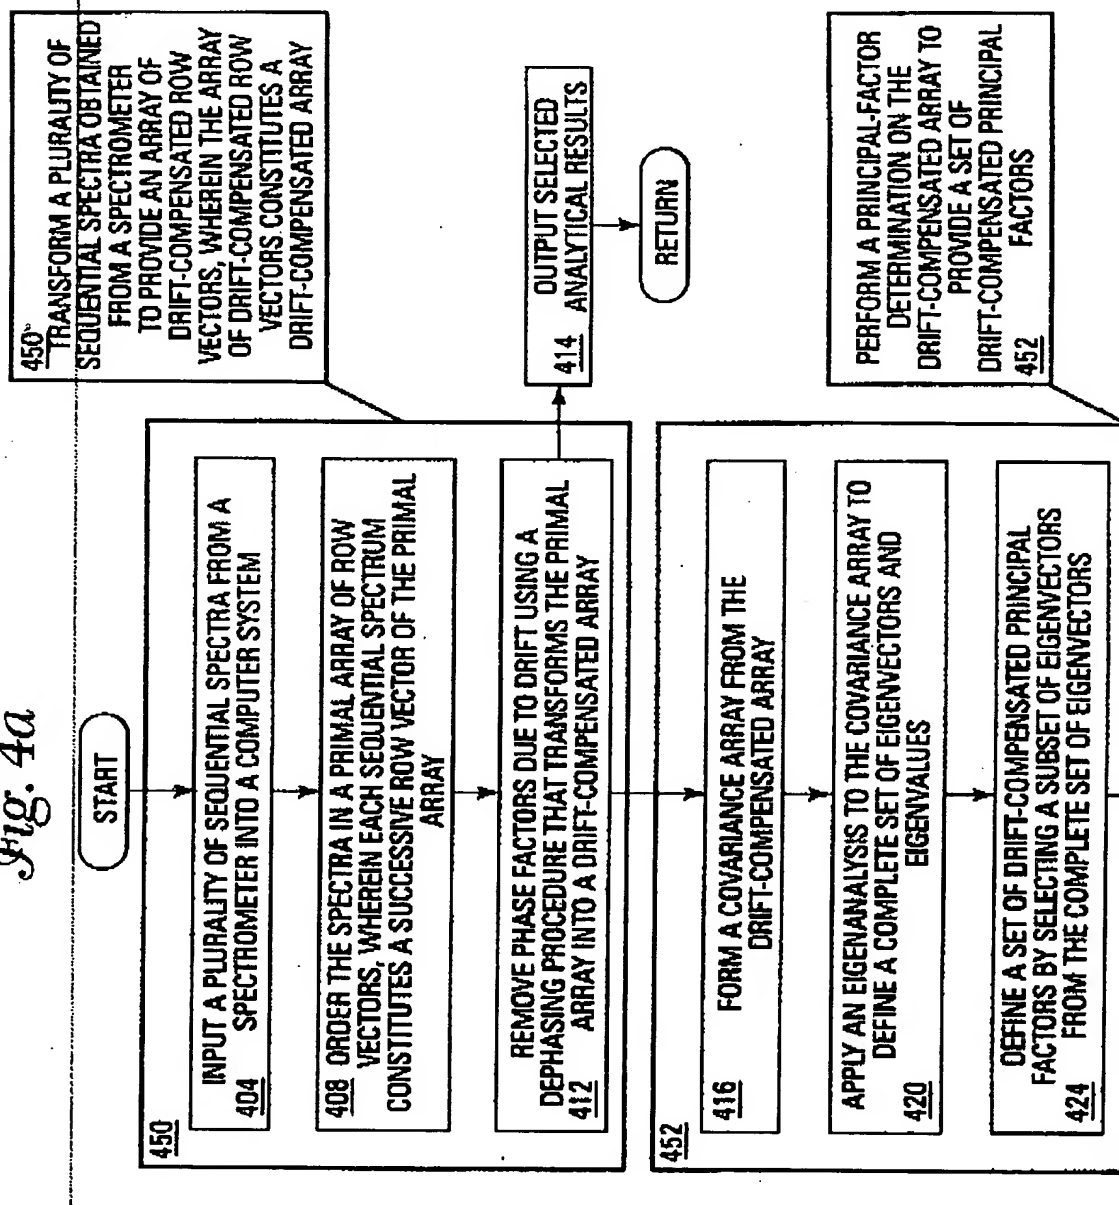 Fig. 4a
START
450
INPUT A PLURALITY OF SEQUENTIAL SPECTRA FROM A
404 SPECTROMETER INTO A COMPUTER SYSTEM
408 ORDER THE SPECTRA IN A PRIMAL ARRAY OF ROW
VECTORS, WHEREIN EACH SEQUENTIAL SPECTRUM
CONSTITUTES A SUCCESSIVE ROW VECTOR OF THE PRIMAL
ARRAY
REMOVE PHASE FACTORS DUE TO DRIFT USING A
DEPHASING PROCEDURE THAT TRANSFORMS THE PRIMAL
412 ARRAY INTO A DRIFT-COMPENSATED ARRAY
450 TRANSFORM A PLURALITY OF
SEQUENTIAL SPECTRA OBTAINED
FROM A SPECTROMETER
TO PROVIDE AN ARRAY OF
DRIFT-COMPENSATED ROW
VECTORS, WHEREIN THE ARRAY
OF DRIFT-COMPENSATED ROW
VECTORS CONSTITUTES A
DRIFT-COMPENSATED ARRAY
OUTPUT SELECTED
414 ANALYTICAL RESULTS
RETURN
452
416 FORM A COVARIANCE ARRAY FROM THE
DRIFT-COMPENSATED ARRAY
APPLY AN EIGENANALYSIS TO THE COVARIANCE ARRAY TO
DEFINE A COMPLETE SET OF EIGENVECTORS AND
420 EIGENVALUES
DEFINE A SET OF DRIFT-COMPENSATED PRINCIPAL
FACTORS BY SELECTING A SUBSET OF EIGENVECTORS
424 FROM THE COMPLETE SET OF EIGENVECTORS
PERFORM A PRINCIPAL-FACTOR
DETERMINATION ON THE
DRIFT-COMPENSATED ARRAY TO
PROVIDE A SET OF
DRIFT-COMPENSATED PRINCIPAL
452 FACTORS